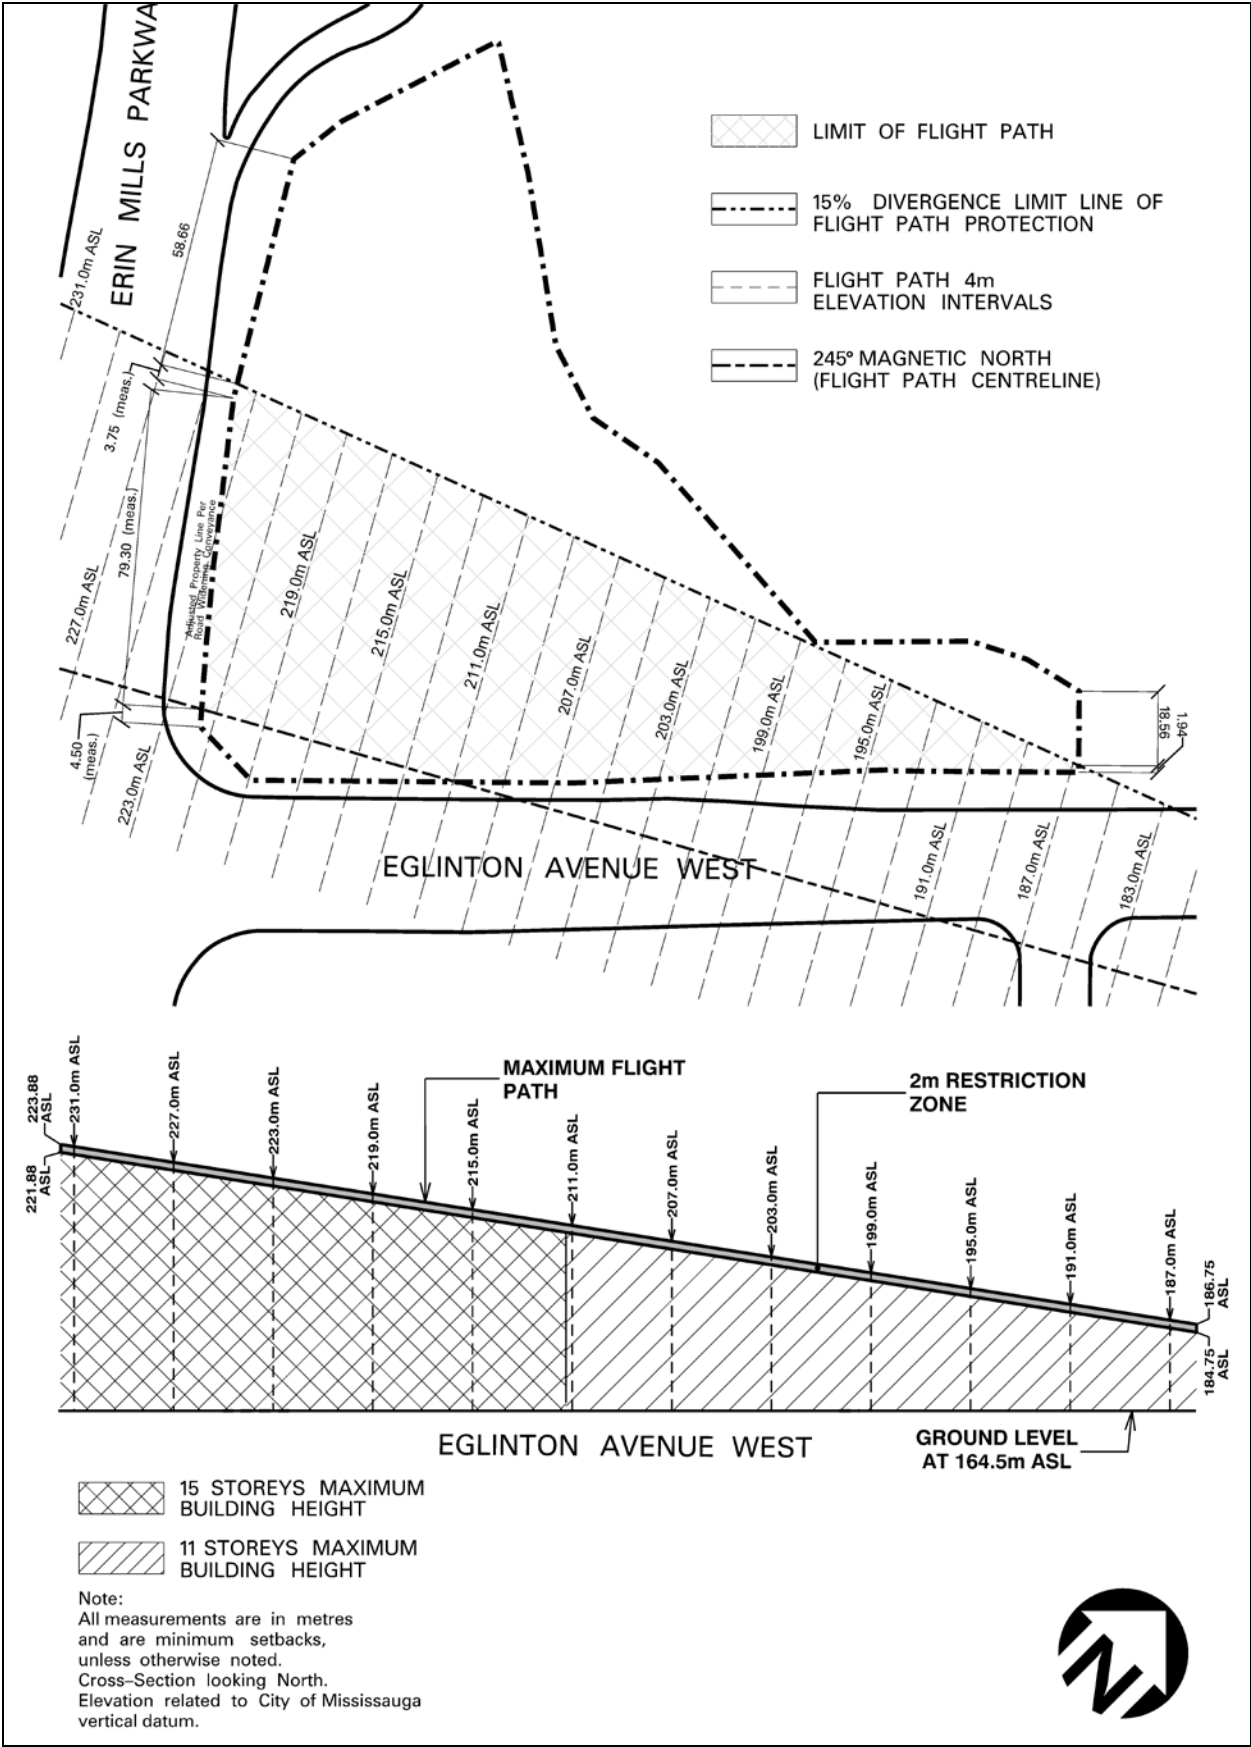 ERIN MILLS PARKWA
LIMIT OF FLIGHT PATH
15% DIVERGENCE LIMIT LINE OF
FLIGHT PATH PROTECTION
FLIGHT PATH 4m
ELEVATION INTERVALS
245° MAGNETIC NORTH
(FLIGHT PATH CENTRELINE)
58.66
231.0m ASL
3.75 (meas.)
79.30 (meas.)
Adjusted Property Line Per
Road Widening Conveyance
227.0m ASL
4.50
(meas.)
223.0m ASL
219.0m ASL
215.0m ASL
211.0m ASL
207.0m ASL
203.0m ASL
199.0m ASL
195.0m ASL
191.0m ASL
187.0m ASL
183.0m ASL
1.94
18.56
EGLINTON AVENUE WEST
223.88
ASL
221.88
ASL
231.0m ASL
227.0m ASL
223.0m ASL
219.0m ASL
215.0m ASL
211.0m ASL
207.0m ASL
203.0m ASL
199.0m ASL
195.0m ASL
191.0m ASL
187.0m ASL
186.75
ASL
184.75
ASL
MAXIMUM FLIGHT
PATH
2m RESTRICTION
ZONE
EGLINTON AVENUE WEST
GROUND LEVEL
AT 164.5m ASL
15 STOREYS MAXIMUM
BUILDING HEIGHT
11 STOREYS MAXIMUM
BUILDING HEIGHT
Note:
All measurements are in metres
and are minimum setbacks,
unless otherwise noted.
Cross-Section looking North.
Elevation related to City of Mississauga
vertical datum.
N